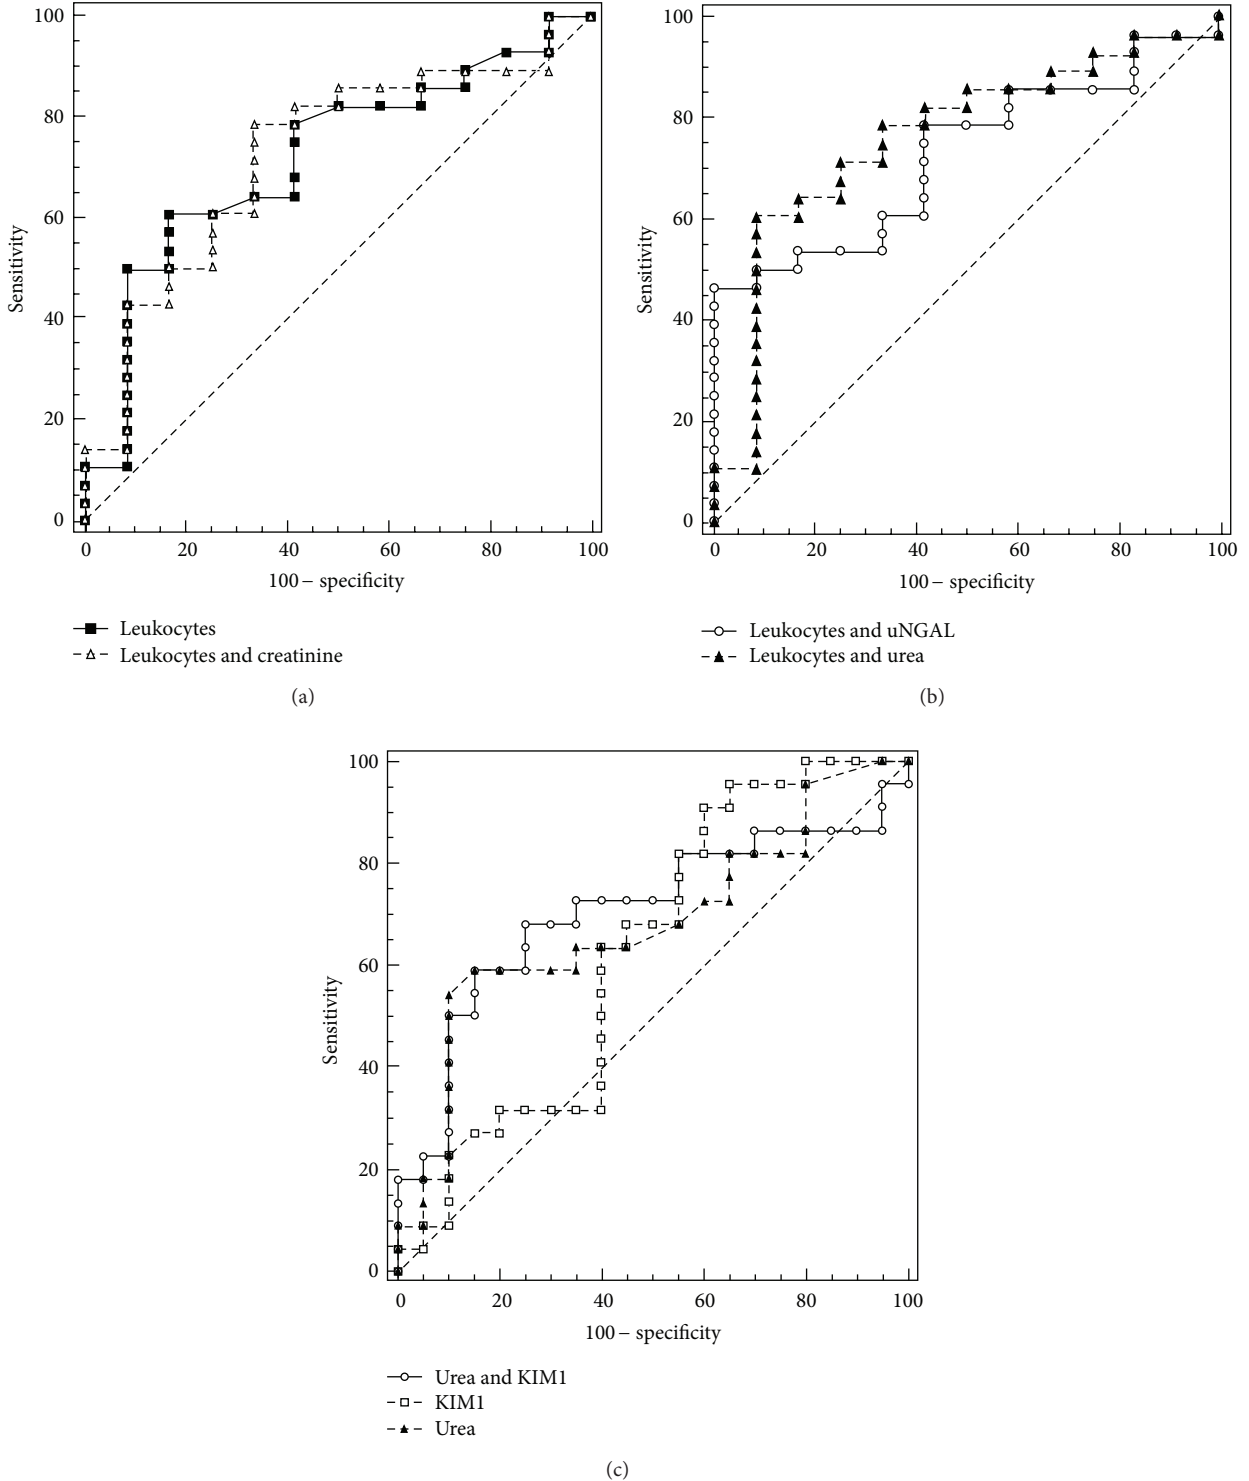 100
80
60
40
20
0
Sensitivity
0 20 40 60 80 100
100 − specificity
Leukocytes
Leukocytes and creatinine
(a)
100
80
60
40
20
0
Sensitivity
0 20 40 60 80 100
100 − specificity
Leukocytes and uNGAL
Leukocytes and urea
(b)
100
80
60
40
20
0
Sensitivity
0 20 40 60 80 100
100 − specificity
Urea and KIM1
KIM1
Urea
(c)